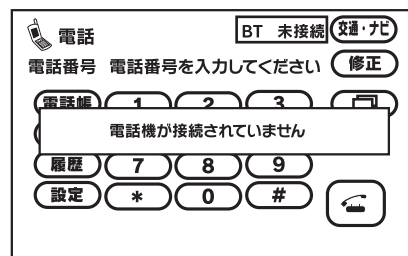 電話
BT 未接続
交通・ナビ
電話番号 電話番号を入力してください
修正
電話帳 1 2 3
電話機が接続されていません
履歴 7 8 9
設定 * 0 #